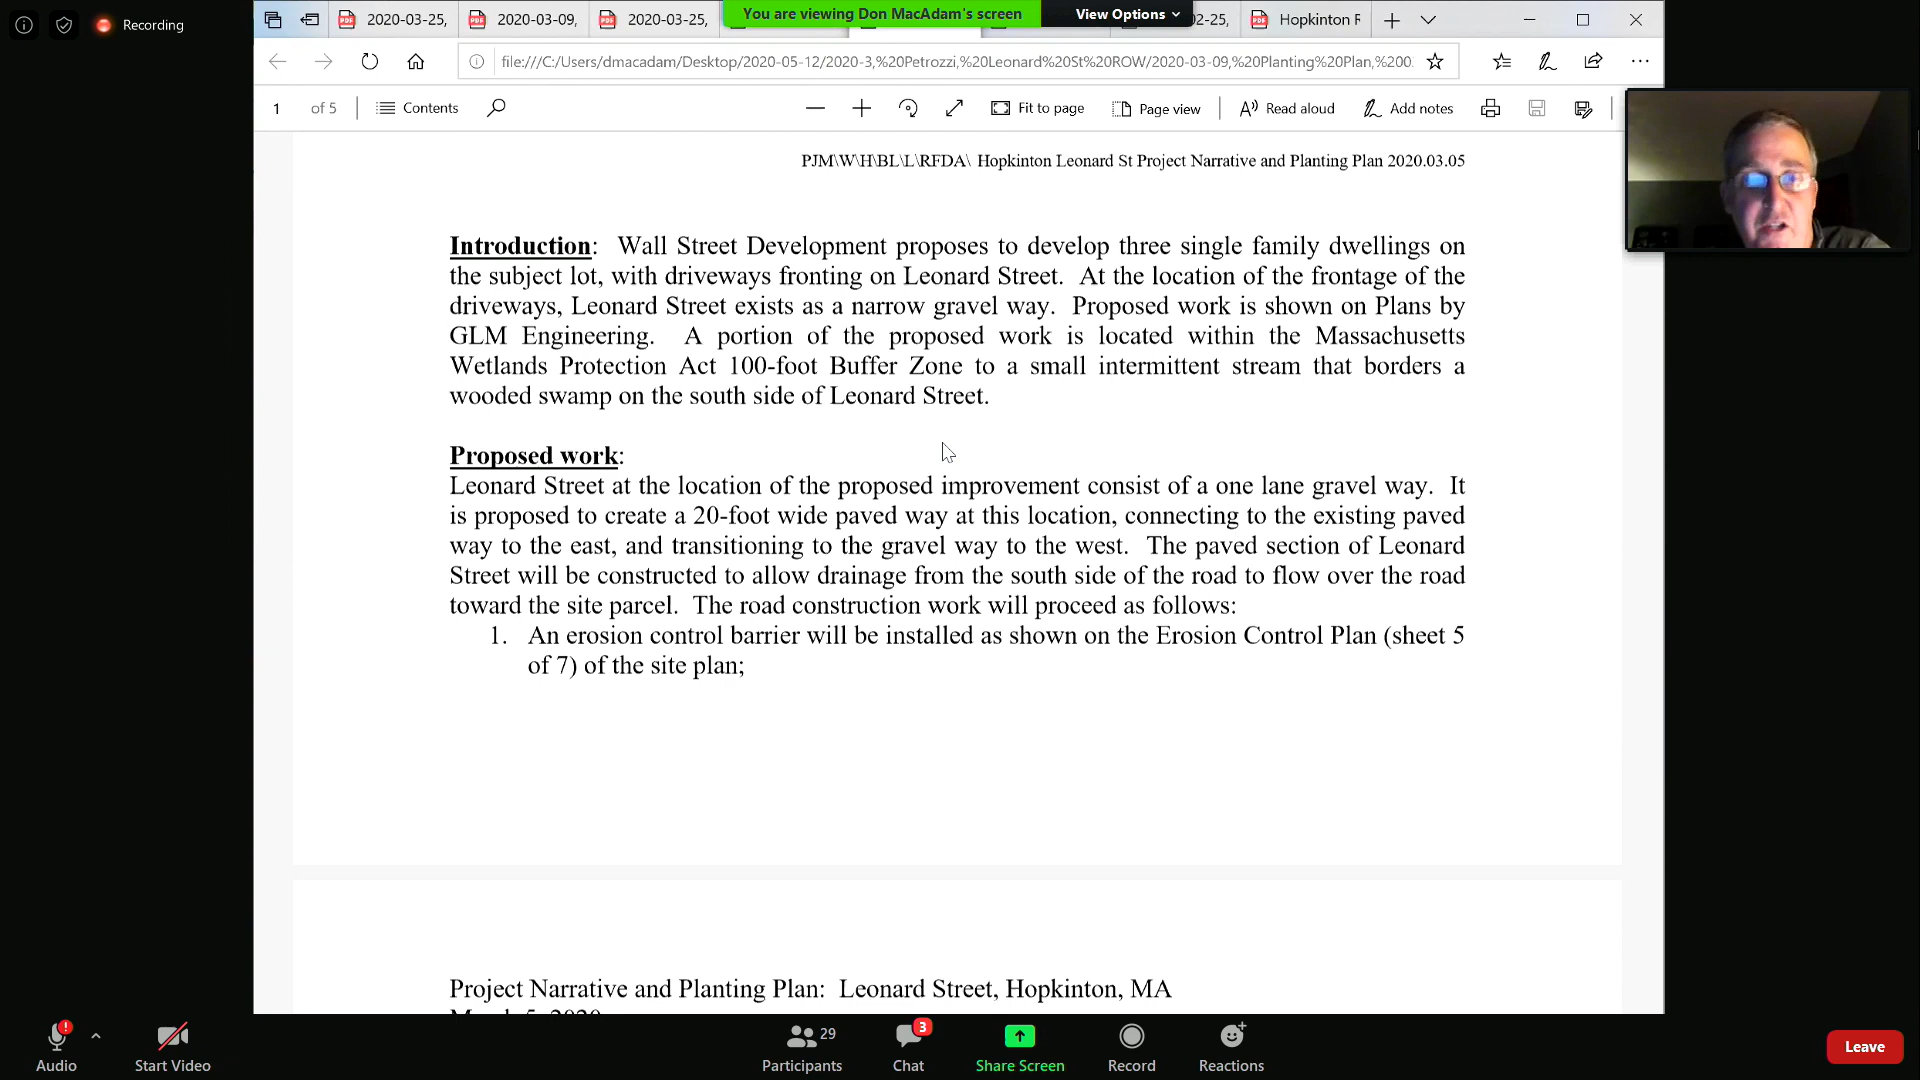 Recording
2020-03-25,
2020-03-09,
2020-03-25,
You are viewing Don MacAdam's screen
View Options
02-25,
Hopkinton R
file:///C:/Users/dmacadam/Desktop/2020-05-12/2020-3,%20Petrozzi,%20Leonard%20St%20ROW/2020-03-09,%20Planting%20Plan,%200
1
of 5
Contents
Fit to page
Page view
Read aloud
Add notes
PJM\W\H\BL\L\RFDA\ Hopkinton Leonard St Project Narrative and Planting Plan 2020.03.05
Introduction: Wall Street Development proposes to develop three single family dwellings on
the subject lot, with driveways fronting on Leonard Street. At the location of the frontage of the
driveways, Leonard Street exists as a narrow gravel way. Proposed work is shown on Plans by
GLM Engineering. A portion of the proposed work is located within the Massachusetts
Wetlands Protection Act 100-foot Buffer Zone to a small intermittent stream that borders a
wooded swamp on the south side of Leonard Street.
Proposed work:
Leonard Street at the location of the proposed improvement consist of a one lane gravel way. It
is proposed to create a 20-foot wide paved way at this location, connecting to the existing paved
way to the east, and transitioning to the gravel way to the west. The paved section of Leonard
Street will be constructed to allow drainage from the south side of the road to flow over the road
toward the site parcel. The road construction work will proceed as follows:
1. An erosion control barrier will be installed as shown on the Erosion Control Plan (sheet 5
of 7) of the site plan;
Project Narrative and Planting Plan: Leonard Street, Hopkinton, MA
March 5, 2020
Audio
Start Video
29
Participants
3
Chat
Share Screen
Record
Reactions
Leave